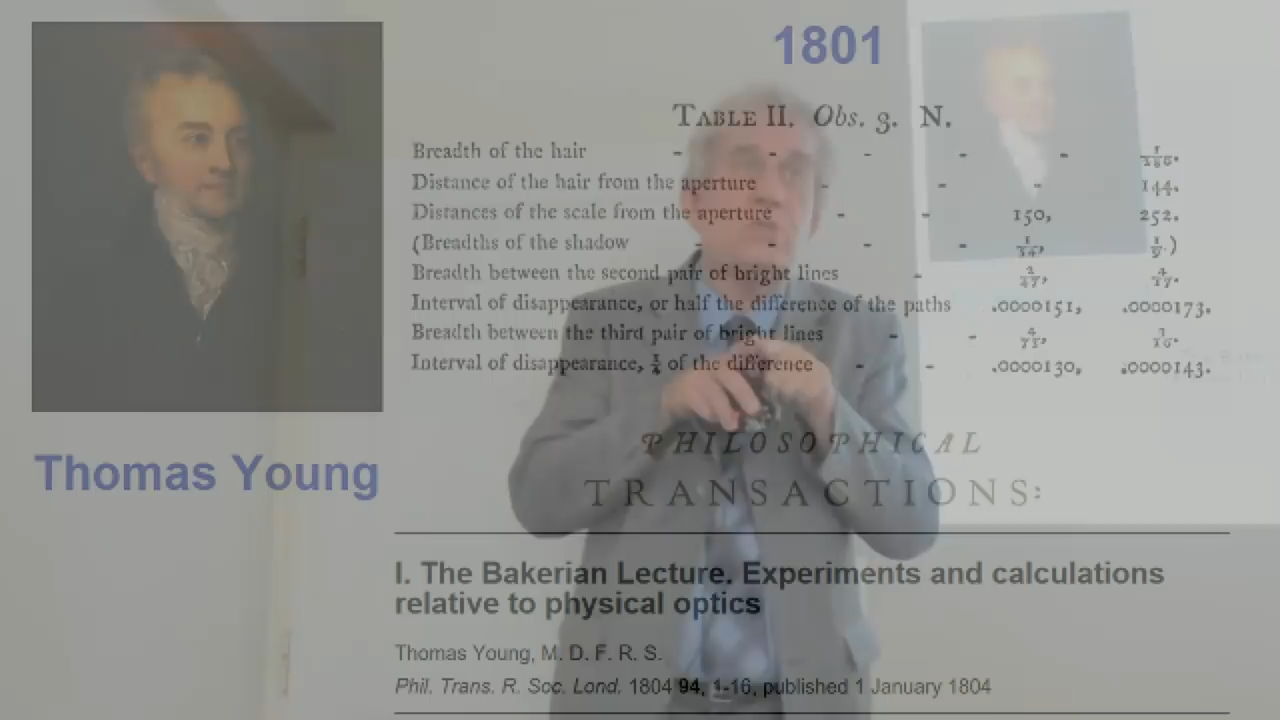 1801
TABLE II. Obs. 3. N.
Breadth of the hair - - - - -
Distance of the hair from the aperture - - - 144.
Distances of the scale from the aperture - - 150, 252.
(Breadths of the shadow - - - -
Breadth between the second pair of bright lines -
Interval of disappearance, or half the difference of the paths .0000151, .0000173.
Breadth between the third pair of bright lines - -
Interval of disappearance, ¼ of the difference - - .0000130, .0000143.
Thomas Young
PHILOSOPHICAL
TRANSACTIONS:
I. The Bakerian Lecture. Experiments and calculations
relative to physical optics
Thomas Young, M. D. F. R. S.
Phil. Trans. R. Soc. Lond. 1804 94, 1-16, published 1 January 1804